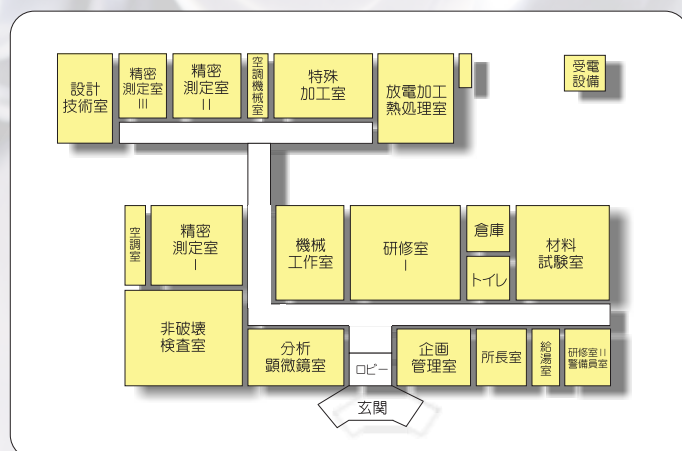 設計
技術室
精密
測定室
III
精密
測定室
II
空調機械室
特殊
加工室
放電加工
熱処理室
受電
設備
空調室
精密
測定室
I
機械
工作室
研修室
I
倉庫
トイレ
材料
試験室
非破壊
検査室
分析
顕微鏡室
ロビー
企画
管理室
所長室
給湯室
研修室II
警備員室
玄関